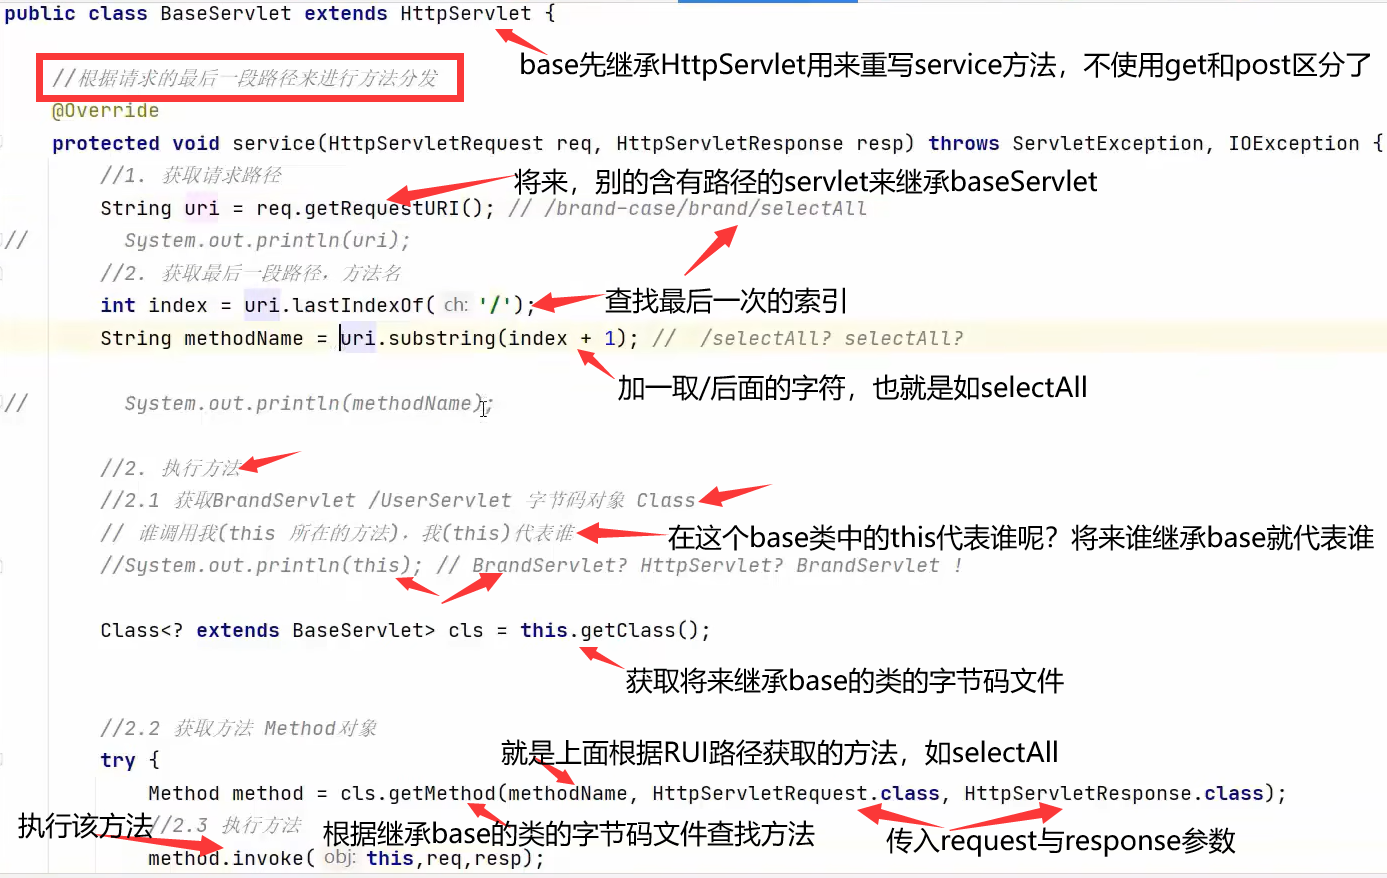 public class BaseServlet extends HttpServlet {
base先继承HttpServlet用来重写service方法，不使用get和post区分了
//根据请求的最后一段路径来进行方法分发
@Override
protected void service(HttpServletRequest req, HttpServletResponse resp) throws ServletException, IOException {
//1. 获取请求路径
将来，别的含有路径的servlet来继承baseServlet
String uri = req.getRequestURI(); // /brand-case/brand/selectAll
// System.out.println(uri);
//2. 获取最后一段路径，方法名
int index = uri.lastIndexOf( ch: '/');
查找最后一次的索引
String methodName = uri.substring(index + 1); // /selectAll? selectAll?
加一取/后面的字符，也就是如selectAll
// System.out.println(methodName);
//2. 执行方法
//2.1 获取BrandServlet /UserServlet 字节码对象 Class
// 谁调用我(this 所在的方法)．我(this)代表谁
在这个base类中的this代表谁呢？将来谁继承base就代表谁
//System.out.println(this); // BrandServlet? HttpServlet? BrandServlet !
Class<? extends BaseServlet> cls = this.getClass();
获取将来继承base的类的字节码文件
//2.2 获取方法 Method对象
就是上面根据RUI路径获取的方法，如selectAll
try {
Method method = cls.getMethod(methodName, HttpServletRequest.class, HttpServletResponse.class);
执行该方法
//2.3 执行方法
根据继承base的类的字节码文件查找方法
传入request与response参数
method.invoke( obj: this,req,resp);